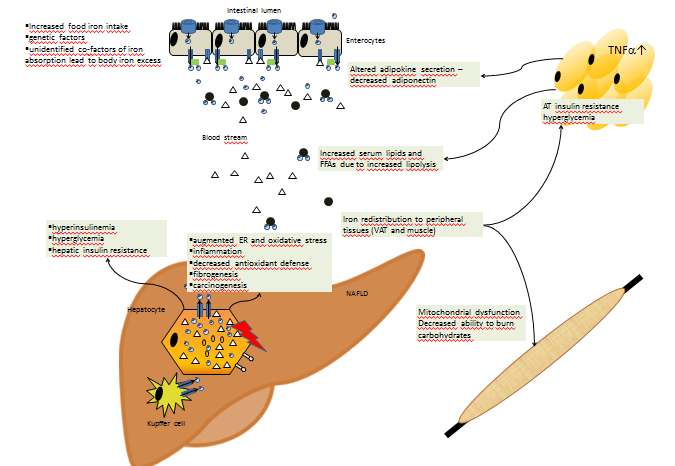 Intestinal lumen
▪Increased food iron intake
▪genetic factors
▪unidentified co-factors of iron
absorption lead to body iron excess
Enterocytes
TNFα↑
Altered adipokine secretion –
decreased adiponectin
AT insulin resistance
hyperglycemia
Blood stream
Increased serum lipids and
FFAs due to increased lipolysis
Iron redistribution to peripheral
tissues (VAT and muscle)
▪hyperinsulinemia
▪hyperglycemia
▪hepatic insulin resistance
▪augmented ER and oxidative stress
▪inflammation
▪decreased antioxidant defense
▪fibrogenesis
▪carcinogenesis
NAFLD
Hepatocyte
Mitochondrial dysfunction
Decreased ability to burn
carbohydrates
Kupffer cell